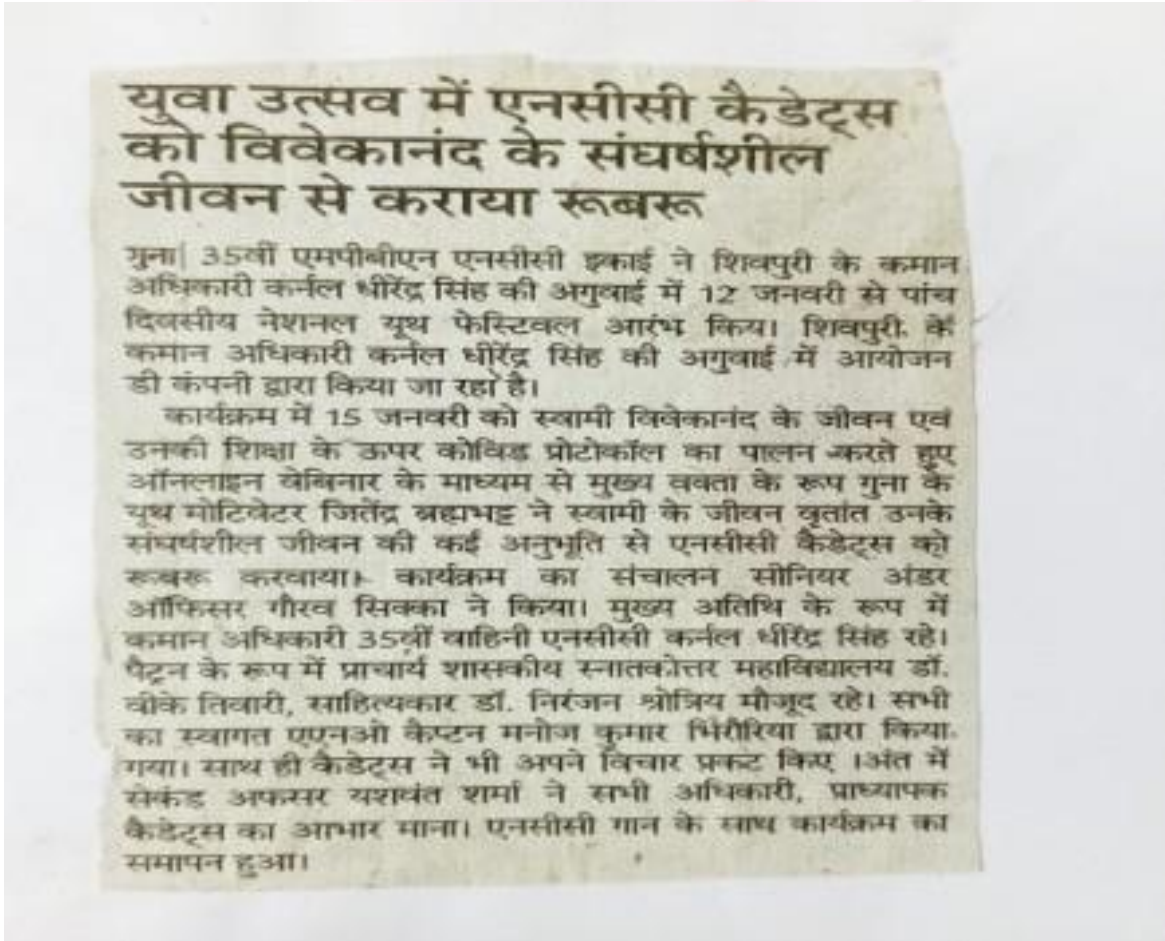 युवा उत्सव में एनसीसी कैडेट्स
को विवेकानंद के संघर्षशील
जीवन से कराया रूबरू
गुना| 35वीं एमपीबीएन एनसीसी इकाई ने शिवपुरी के कमान
अधिकारी कर्नल धीरेंद्र सिंह की अगुवाई में 12 जनवरी से पांच
दिवसीय नेशनल यूथ फेस्टिवल आरंभ किय। शिवपुरी के
कमान अधिकारी कर्नल धीरेंद्र सिंह की अगुवाई में आयोजन
डी कंपनी द्वारा किया जा रहा है।
कार्यक्रम में 15 जनवरी को स्वामी विवेकानंद के जीवन एवं
उनकी शिक्षा के ऊपर कोविड प्रोटोकॉल का पालन करते हुए
ऑनलाइन वेबिनार के माध्यम से मुख्य वक्ता के रूप गुना के
यूथ मोटिवेटर जितेंद्र ब्रह्मभट्ट ने स्वामी के जीवन वृतांत उनके
संघर्षशील जीवन की कई अनुभूति से एनसीसी कैडेट्स को
रूबरू करवाया। कार्यक्रम का संचालन सीनियर अंडर
ऑफिसर गौरव सिक्का ने किया। मुख्य अतिथि के रूप में
कमान अधिकारी 35वीं वाहिनी एनसीसी कर्नल धीरेंद्र सिंह रहे।
पैट्रन के रूप में प्राचार्य शासकीय स्नातकोत्तर महाविद्यालय डॉ.
वीके तिवारी, साहित्यकार डॉ. निरंजन श्रोत्रिय मौजूद रहे। सभी
का स्वागत एएनओ कैप्टन मनोज कुमार भिरौरिया द्वारा किया
गया। साथ ही कैडेट्स ने भी अपने विचार प्रकट किए ।अंत में
सेकंड अफसर यशवंत शर्मा ने सभी अधिकारी, प्राध्यापक
कैडेट्स का आभार माना। एनसीसी गान के साथ कार्यक्रम का
समापन हुआ।